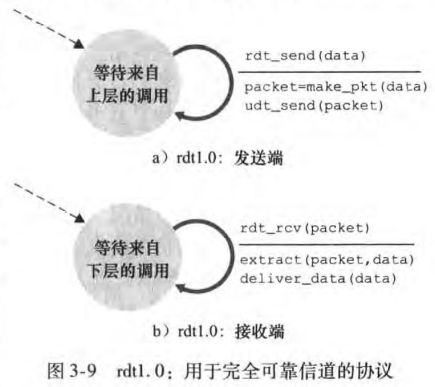 等待来自
上层的调用
rdt_send(data)
packet=make_pkt(data)
udt_send(packet)
a）rdt1.0：发送端
等待来自
下层的调用
rdt_rcv(packet)
extract(packet,data)
deliver_data(data)
b）rdt1.0：接收端
图 3-9 rdt1.0：用于完全可靠信道的协议